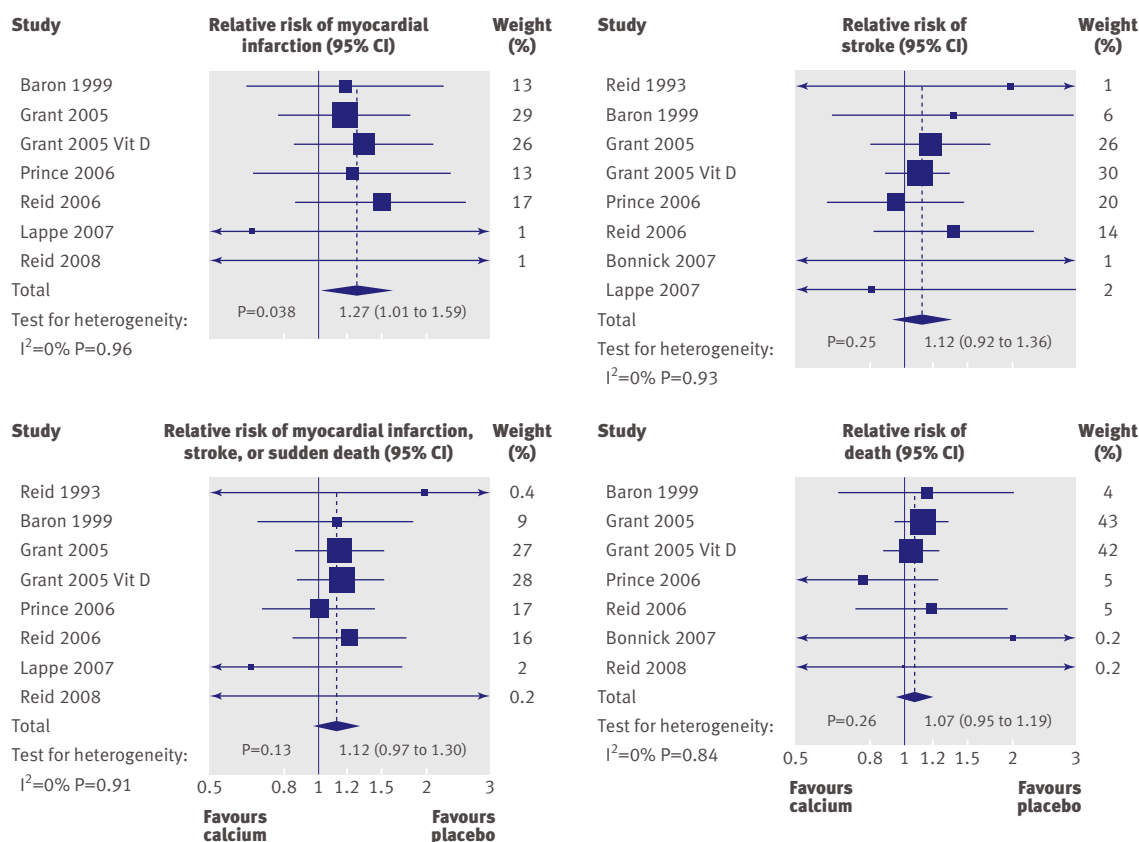 Study Relative risk of myocardial Weight
infarction (95% CI) (%)
Baron 1999 13
Grant 2005 29
Grant 2005 Vit D 26
Prince 2006 13
Reid 2006 17
Lappe 2007 1
Reid 2008 1
Total
Test for heterogeneity: P=0.038 1.27 (1.01 to 1.59)
I²=0% P=0.96
Study Relative risk of Weight
stroke (95% CI) (%)
Reid 1993 1
Baron 1999 6
Grant 2005 26
Grant 2005 Vit D 30
Prince 2006 20
Reid 2006 14
Bonnick 2007 1
Lappe 2007 2
Total
Test for heterogeneity: P=0.25 1.12 (0.92 to 1.36)
I²=0% P=0.93
Study Relative risk of myocardial infarction, Weight
stroke, or sudden death (95% CI) (%)
Reid 1993 0.4
Baron 1999 9
Grant 2005 27
Grant 2005 Vit D 28
Prince 2006 17
Reid 2006 16
Lappe 2007 2
Reid 2008 0.2
Total
Test for heterogeneity: P=0.13 1.12 (0.97 to 1.30)
I²=0% P=0.91
0.5 0.8 1 1.2 1.5 2 3
Favours Favours
calcium placebo
Study Relative risk of Weight
death (95% CI) (%)
Baron 1999 4
Grant 2005 43
Grant 2005 Vit D 42
Prince 2006 5
Reid 2006 5
Bonnick 2007 0.2
Reid 2008 0.2
Total
Test for heterogeneity: P=0.26 1.07 (0.95 to 1.19)
I²=0% P=0.84
0.5 0.8 1 1.2 1.5 2 3
Favours Favours
calcium placebo